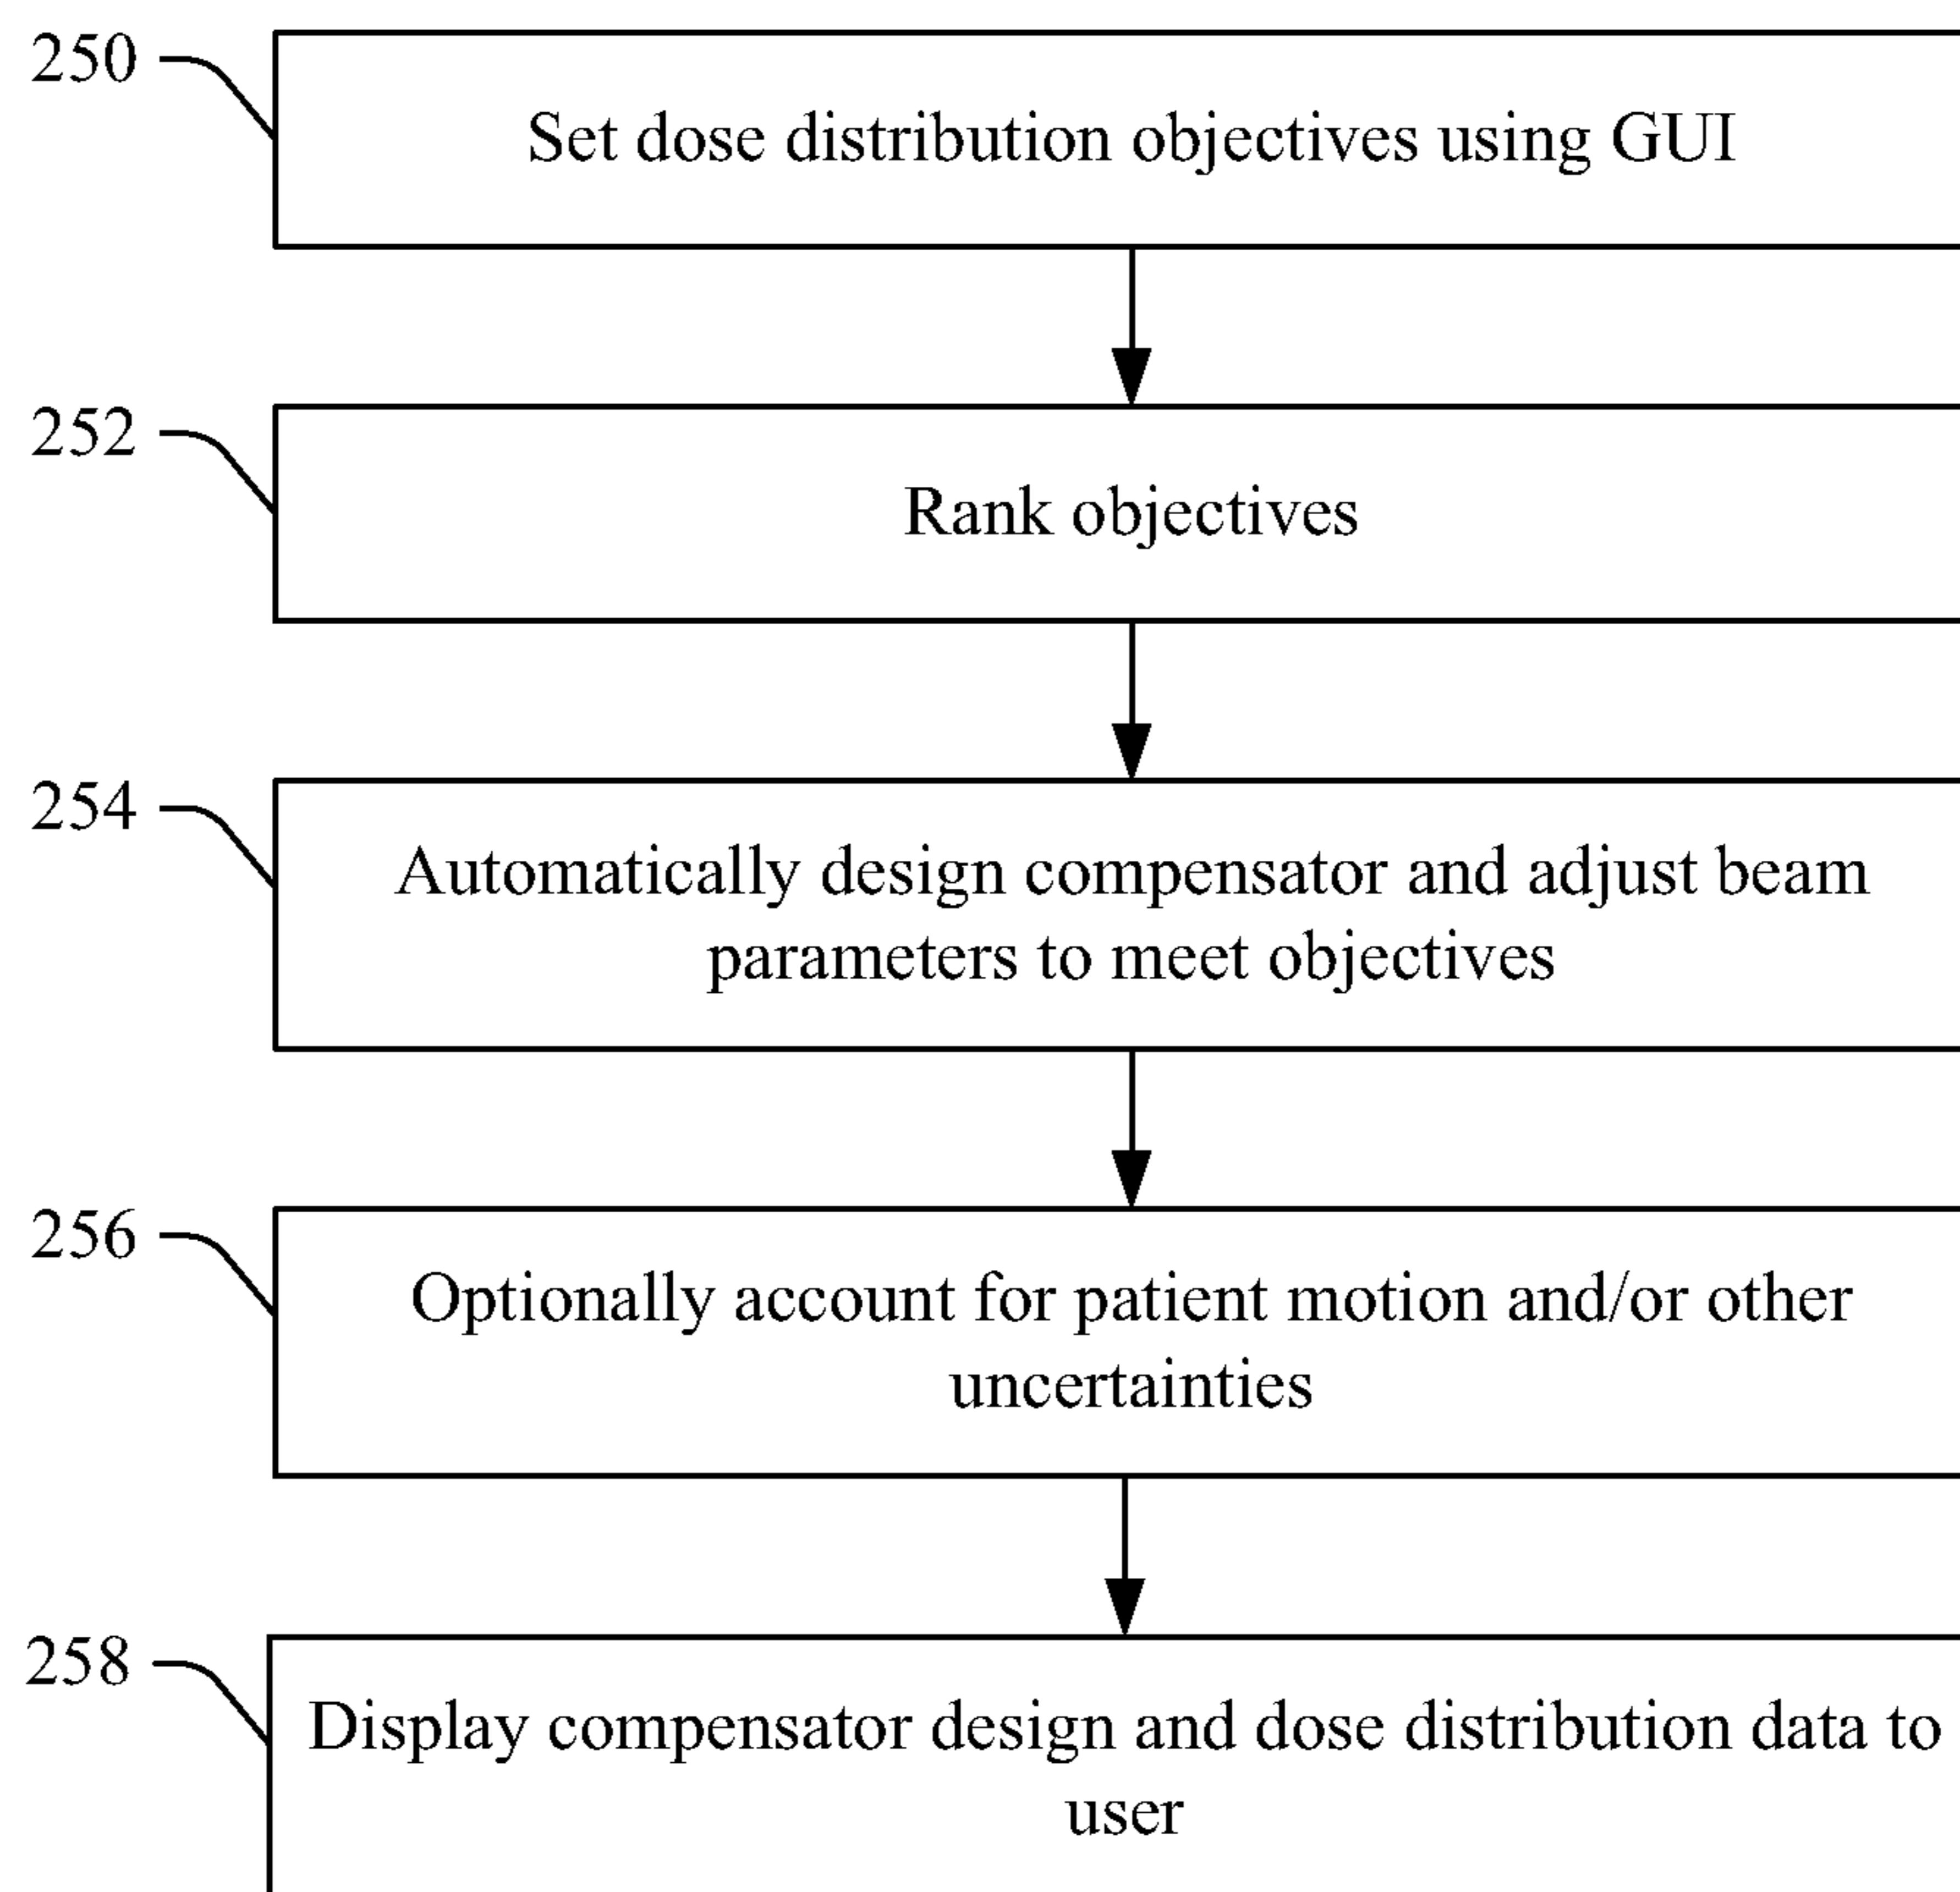 250
Set dose distribution objectives using GUI
252
Rank objectives
254
Automatically design compensator and adjust beam
parameters to meet objectives
256
Optionally account for patient motion and/or other
uncertainties
258
Display compensator design and dose distribution data to
user